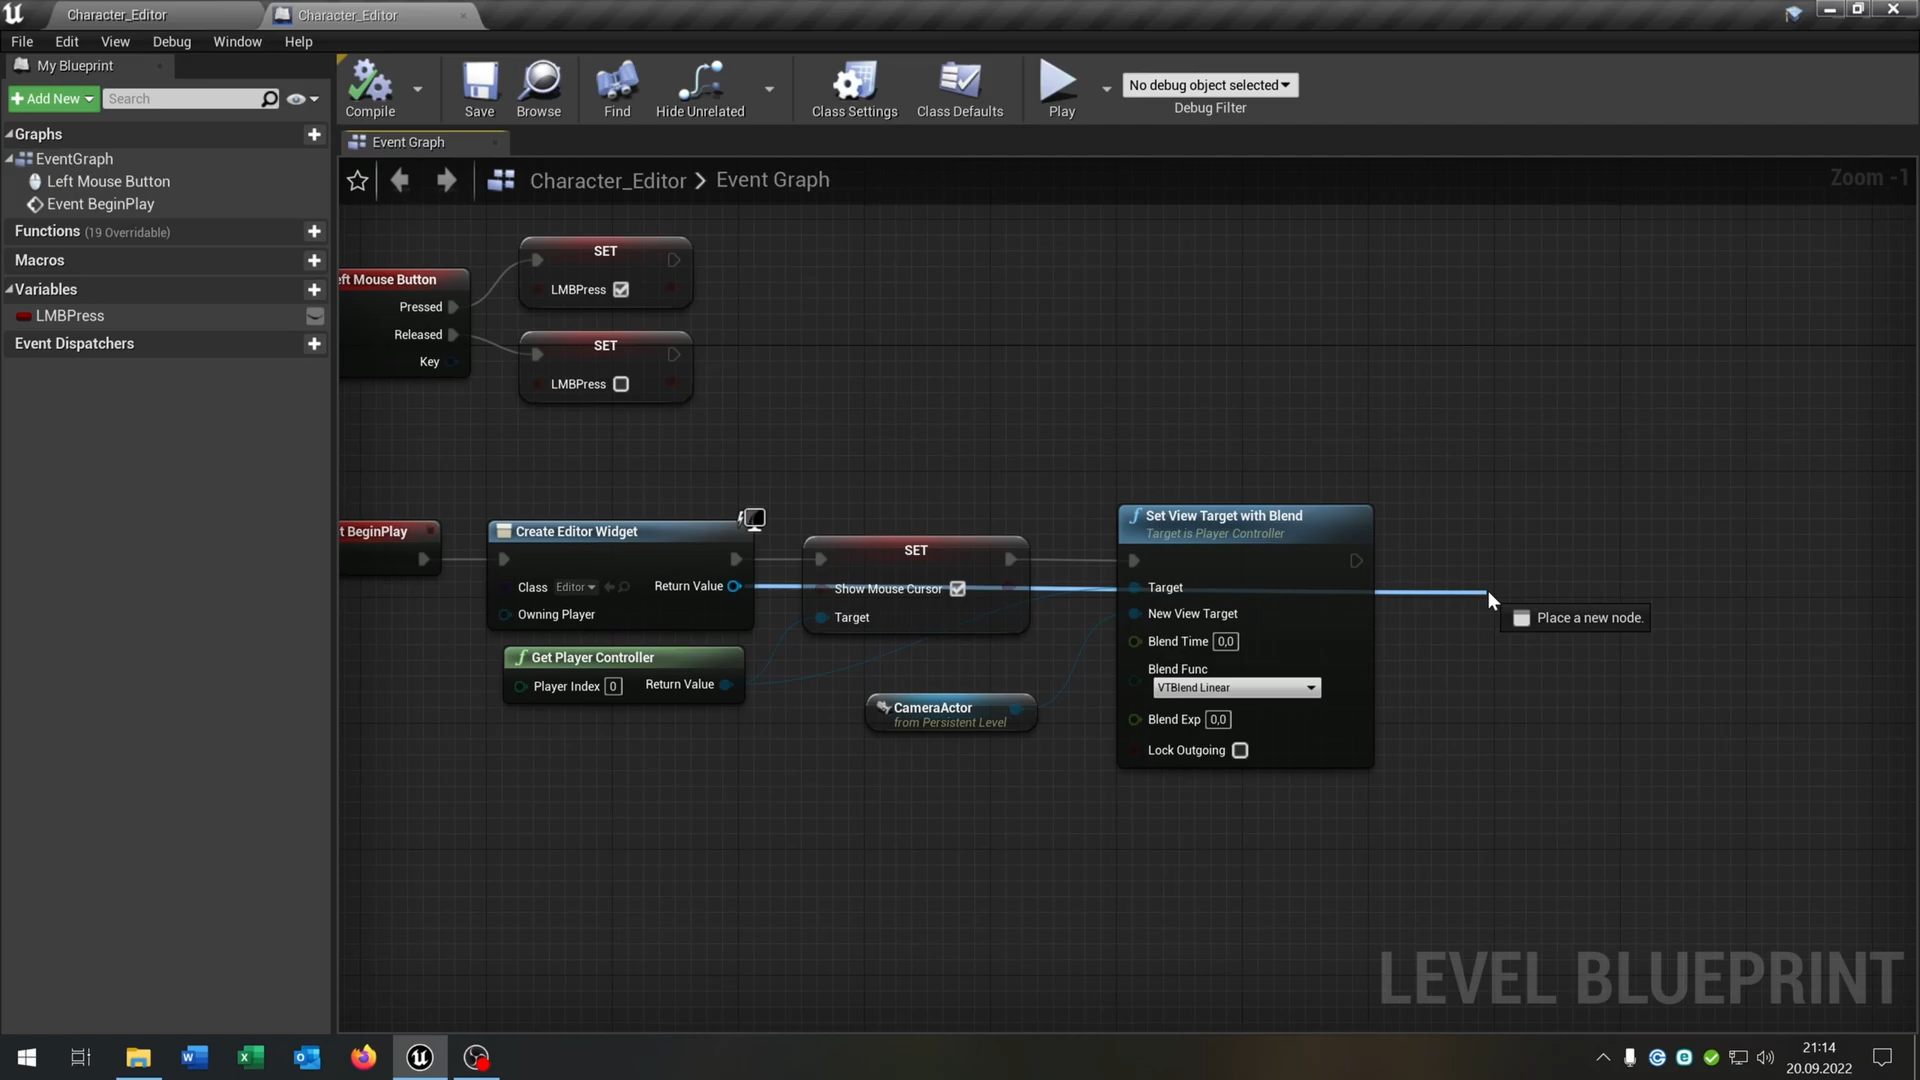 Character_Editor
Character_Editor
File Edit View Debug Window Help
My Blueprint
Add New
Search
Compile
Save
Browse
Find
Hide Unrelated
Class Settings
Class Defaults
Play
No debug object selected
Debug Filter
Graphs
EventGraph
Left Mouse Button
Event BeginPlay
Functions (19 Overridable)
Macros
Variables
LMBPress
Event Dispatchers
Event Graph
Character_Editor > Event Graph
Zoom -1
eft Mouse Button
Pressed
Released
Key
SET
LMBPress
SET
LMBPress
t BeginPlay
Create Editor Widget
Class Editor
Return Value
Owning Player
Get Player Controller
Player Index 0
Return Value
SET
Show Mouse Cursor
Target
CameraActor
from Persistent Level
Set View Target with Blend
Target is Player Controller
Target
New View Target
Blend Time 0,0
Blend Func
VTBlend Linear
Blend Exp 0,0
Lock Outgoing
Place a new node.
LEVEL BLUEPRINT
21:14
20.09.2022